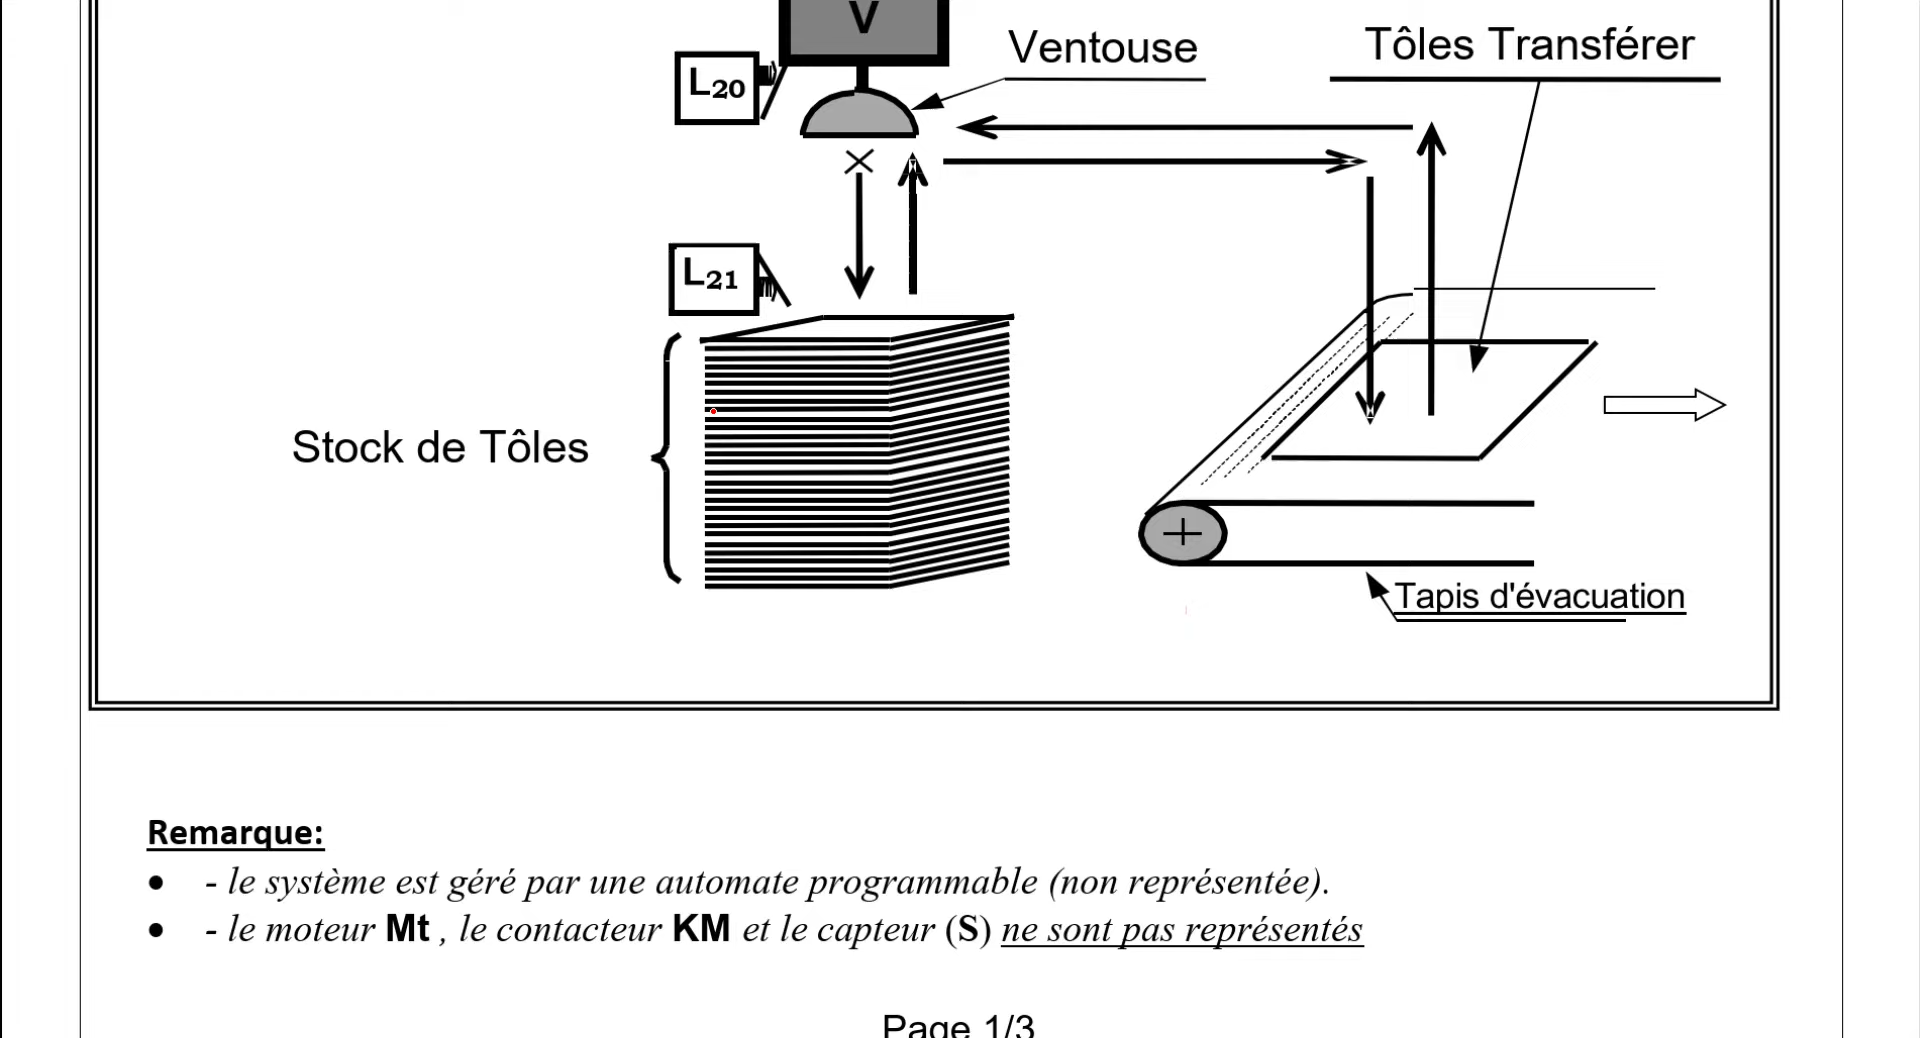 V
Ventouse
Tôles Transférer
L20
L21
Stock de Tôles
Tapis d'évacuation
Remarque:
• - le système est géré par une automate programmable (non représentée).
• - le moteur Mt , le contacteur KM et le capteur (S) ne sont pas représentés
Page 1/3